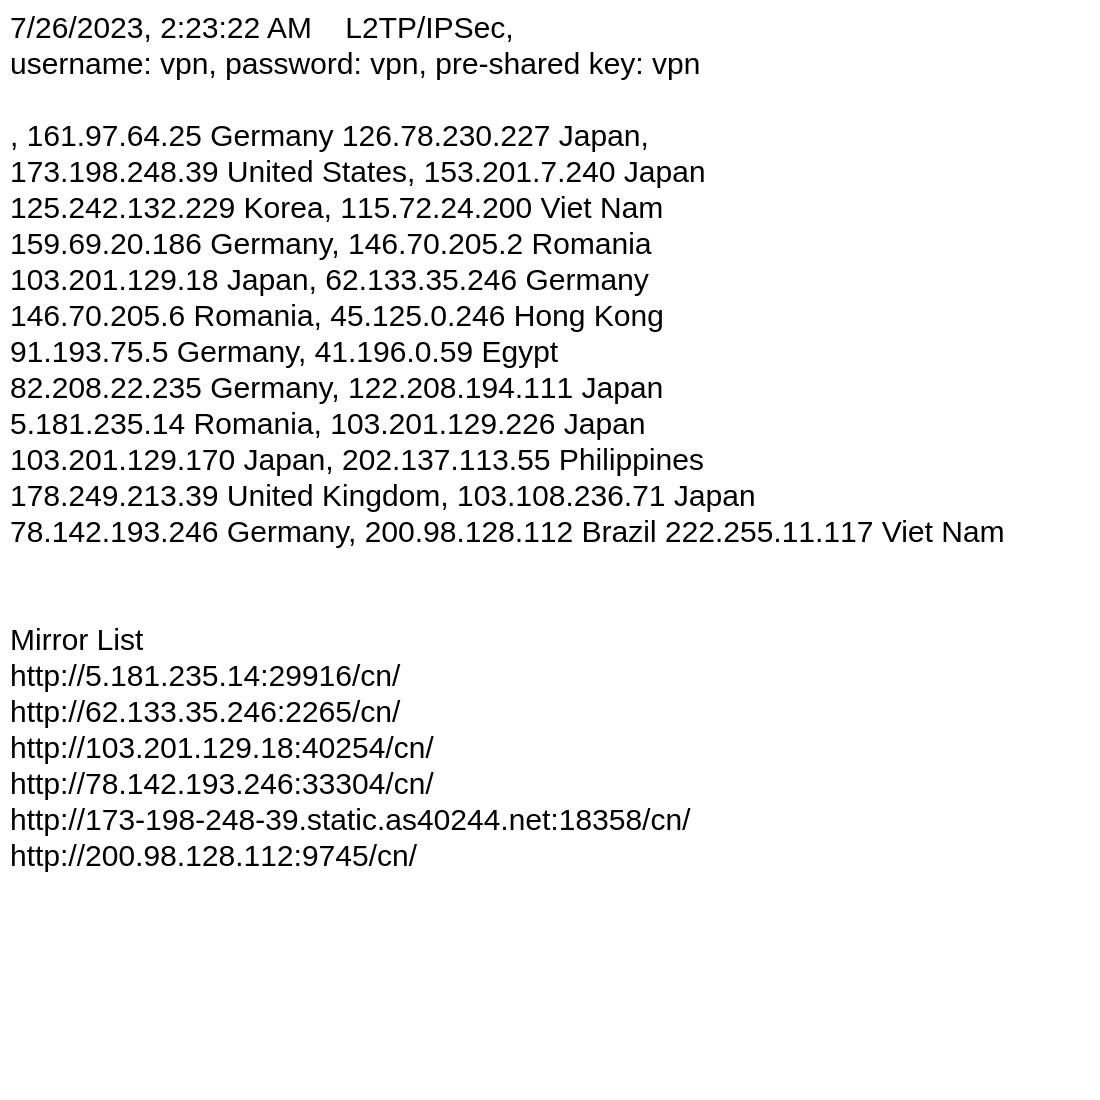 7/26/2023, 2:23:22 AM    L2TP/IPSec,
username: vpn, password: vpn, pre-shared key: vpn
, 161.97.64.25 Germany 126.78.230.227 Japan,
173.198.248.39 United States, 153.201.7.240 Japan
125.242.132.229 Korea, 115.72.24.200 Viet Nam
159.69.20.186 Germany, 146.70.205.2 Romania
103.201.129.18 Japan, 62.133.35.246 Germany
146.70.205.6 Romania, 45.125.0.246 Hong Kong
91.193.75.5 Germany, 41.196.0.59 Egypt
82.208.22.235 Germany, 122.208.194.111 Japan
5.181.235.14 Romania, 103.201.129.226 Japan
103.201.129.170 Japan, 202.137.113.55 Philippines
178.249.213.39 United Kingdom, 103.108.236.71 Japan
78.142.193.246 Germany, 200.98.128.112 Brazil 222.255.11.117 Viet Nam
Mirror List
http://5.181.235.14:29916/cn/
http://62.133.35.246:2265/cn/
http://103.201.129.18:40254/cn/
http://78.142.193.246:33304/cn/
http://173-198-248-39.static.as40244.net:18358/cn/
http://200.98.128.112:9745/cn/